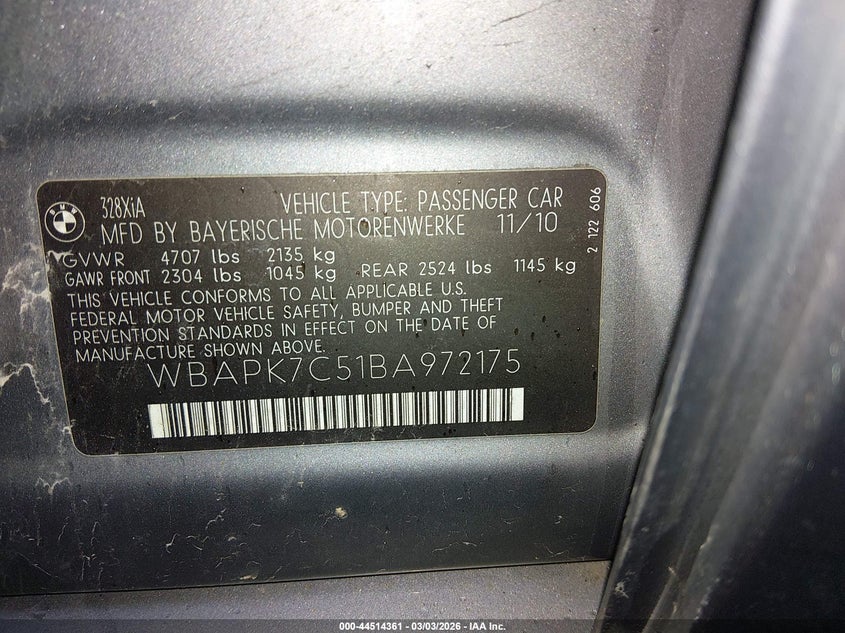 BMW
328XiA VEHICLE TYPE: PASSENGER CAR
MFD BY BAYERISCHE MOTORENWERKE 11/10
GVWR 4707 lbs 2135 kg
GAWR FRONT 2304 lbs 1045 kg REAR 2524 lbs 1145 kg
THIS VEHICLE CONFORMS TO ALL APPLICABLE U.S.
FEDERAL MOTOR VEHICLE SAFETY, BUMPER AND THEFT
PREVENTION STANDARDS IN EFFECT ON THE DATE OF
MANUFACTURE SHOWN ABOVE.
WBAPK7C51BA972175
2 122 606
000-44514361 - 03/03/2026 - IAA Inc.